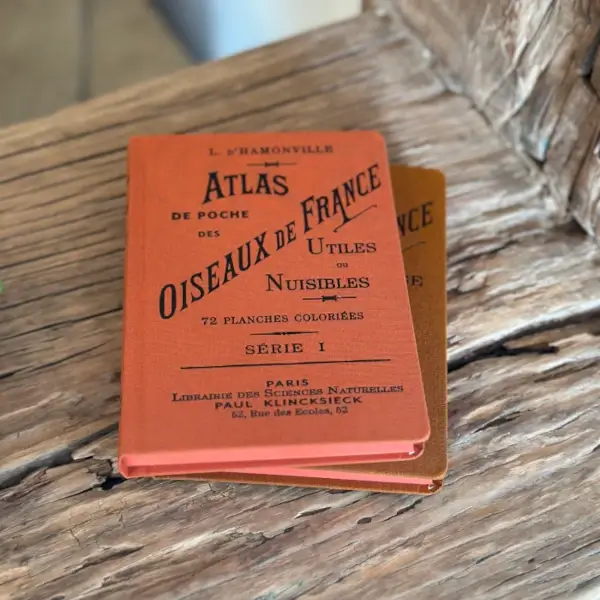 L. D'HAMONVILLE
ATLAS
DE POCHE
DES
OISEAUX DE FRANCE
UTILES
OU
NUISIBLES
72 PLANCHES COLORIÉES
SÉRIE I
PARIS
LIBRAIRIE DES SCIENCES NATURELLES
PAUL KLINCKSIECK
52, Rue des Ecoles, 52
NCE